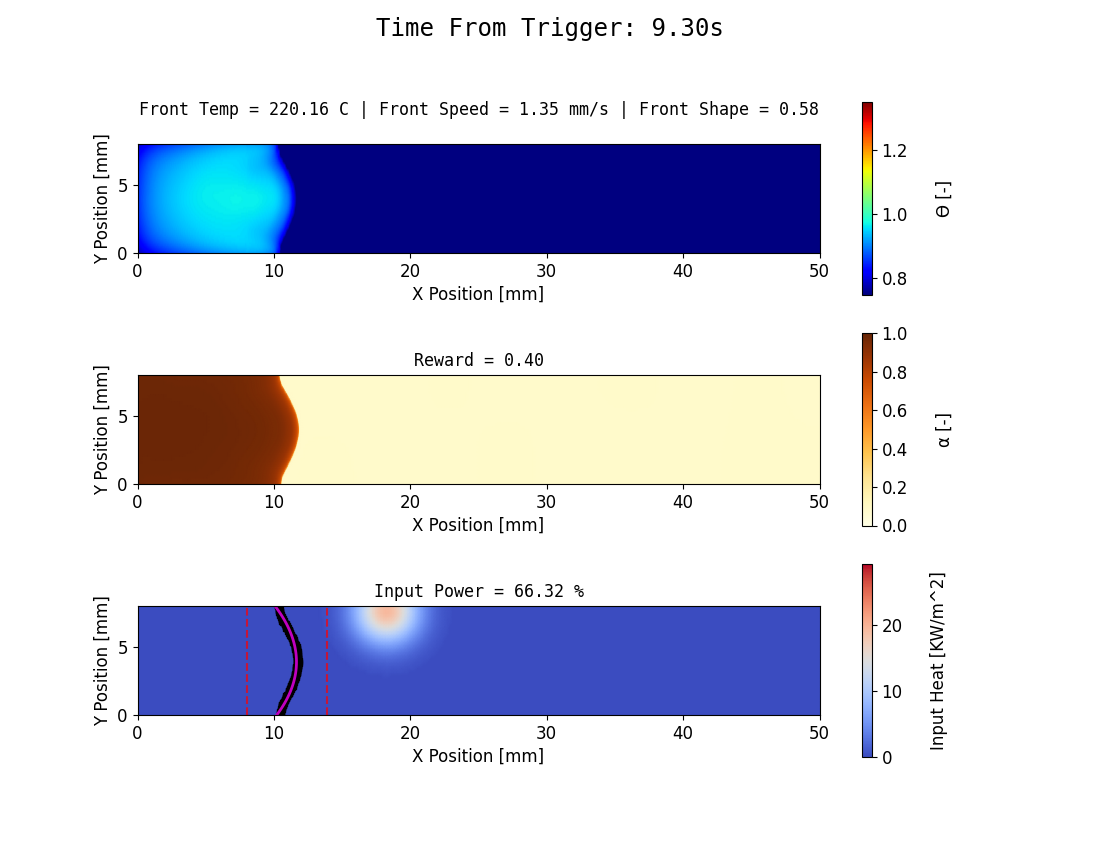 Time From Trigger: 9.30s
Front Temp = 220.16 C | Front Speed = 1.35 mm/s | Front Shape = 0.58
Y Position [mm]
5
0
0 10 20 30 40 50
X Position [mm]
1.2
1.0
0.8
Θ [-]
Reward = 0.40
Y Position [mm]
5
0
0 10 20 30 40 50
X Position [mm]
1.0
0.8
0.6
0.4
0.2
0.0
α [-]
Input Power = 66.32 %
Y Position [mm]
5
0
0 10 20 30 40 50
X Position [mm]
20
10
0
Input Heat [KW/m^2]